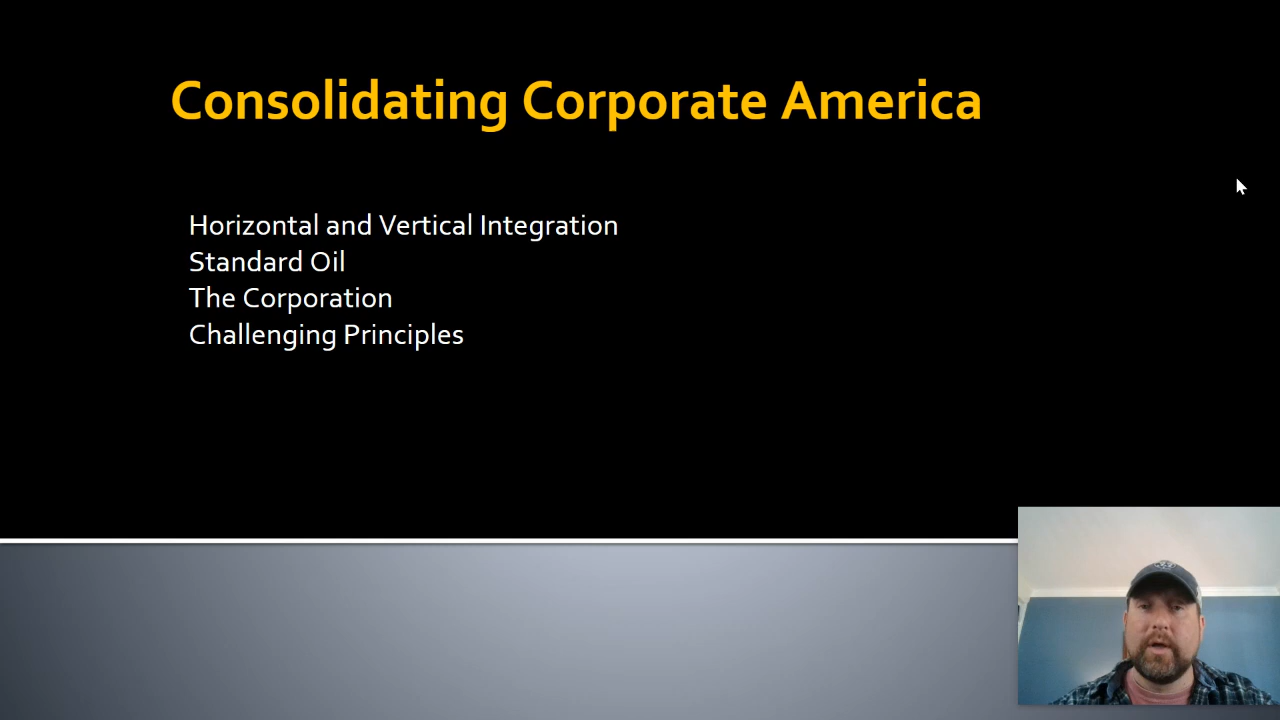 Consolidating Corporate America
Horizontal and Vertical Integration
Standard Oil
The Corporation
Challenging Principles